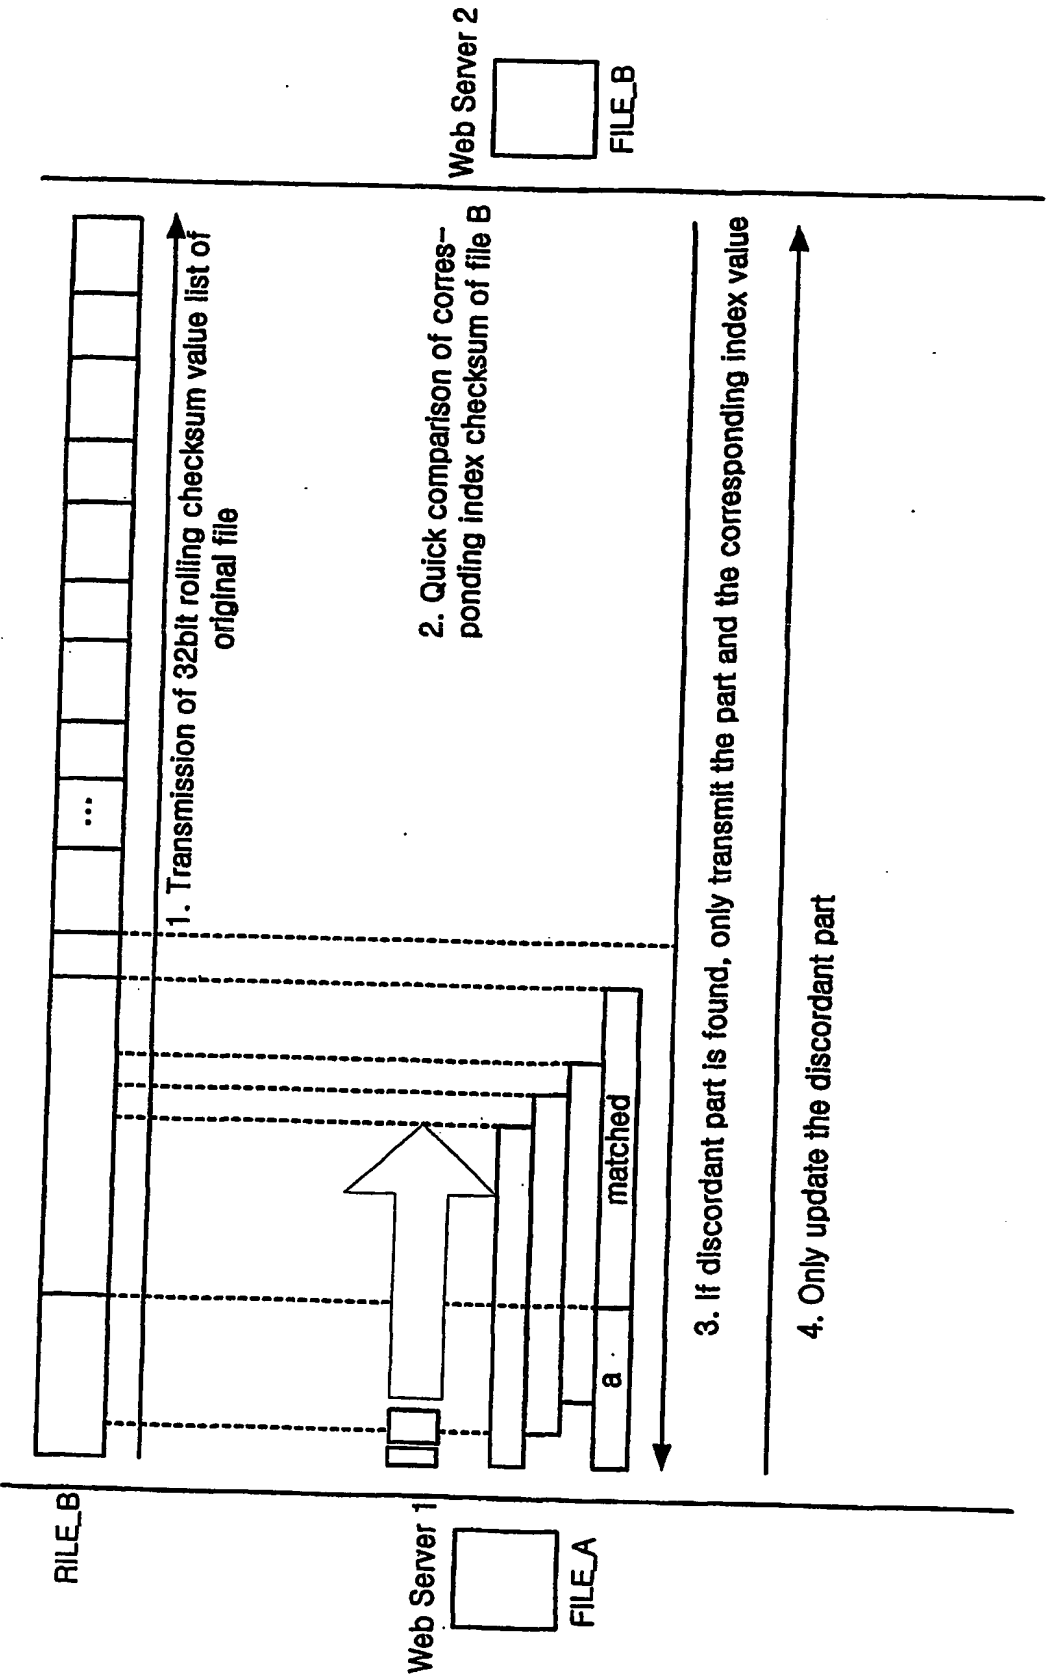 RILE_B
...
1. Transmission of 32bit rolling checksum value list of
original file
Web Server 1
FILE_A
Web Server 2
FILE_B
2. Quick comparison of corres-
ponding index checksum of file B
matched
a
3. If discordant part is found, only transmit the part and the corresponding index value
4. Only update the discordant part